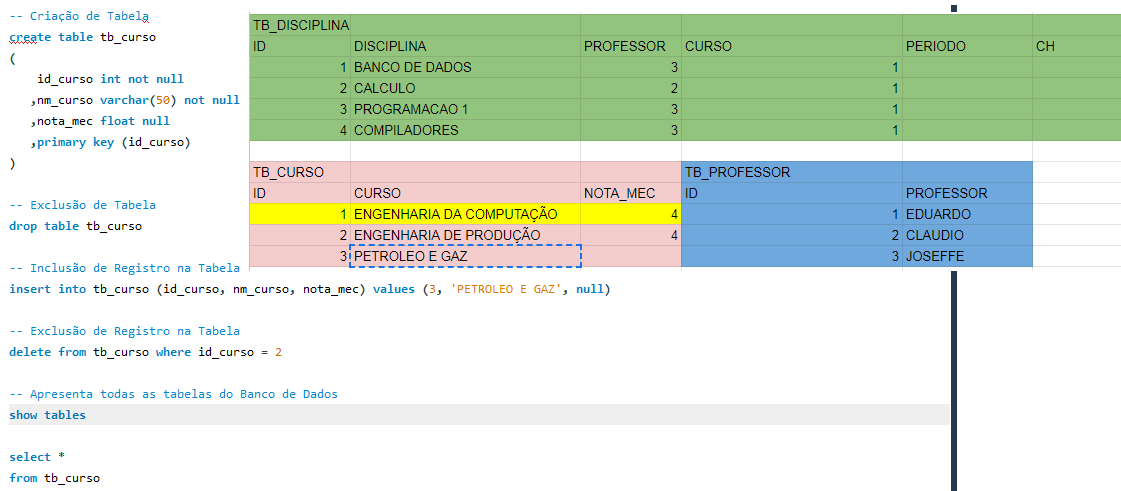 -- Criação de Tabela
create table tb_curso
(
id_curso int not null
,nm_curso varchar(50) not null
,nota_mec float null
,primary key (id_curso)
)
-- Exclusão de Tabela
drop table tb_curso
-- Inclusão de Registro na Tabela
insert into tb_curso (id_curso, nm_curso, nota_mec) values (3, 'PETROLEO E GAZ', null)
-- Exclusão de Registro na Tabela
delete from tb_curso where id_curso = 2
-- Apresenta todas as tabelas do Banco de Dados
show tables
select *
from tb_curso
TB_DISCIPLINA
ID DISCIPLINA PROFESSOR CURSO PERIODO CH
1 BANCO DE DADOS 3 1
2 CALCULO 2 1
3 PROGRAMACAO 1 3 1
4 COMPILADORES 3 1
TB_CURSO TB_PROFESSOR
ID CURSO NOTA_MEC ID PROFESSOR
1 ENGENHARIA DA COMPUTAÇÃO 4 1 EDUARDO
2 ENGENHARIA DE PRODUÇÃO 4 2 CLAUDIO
3 PETROLEO E GAZ 3 JOSEFFE